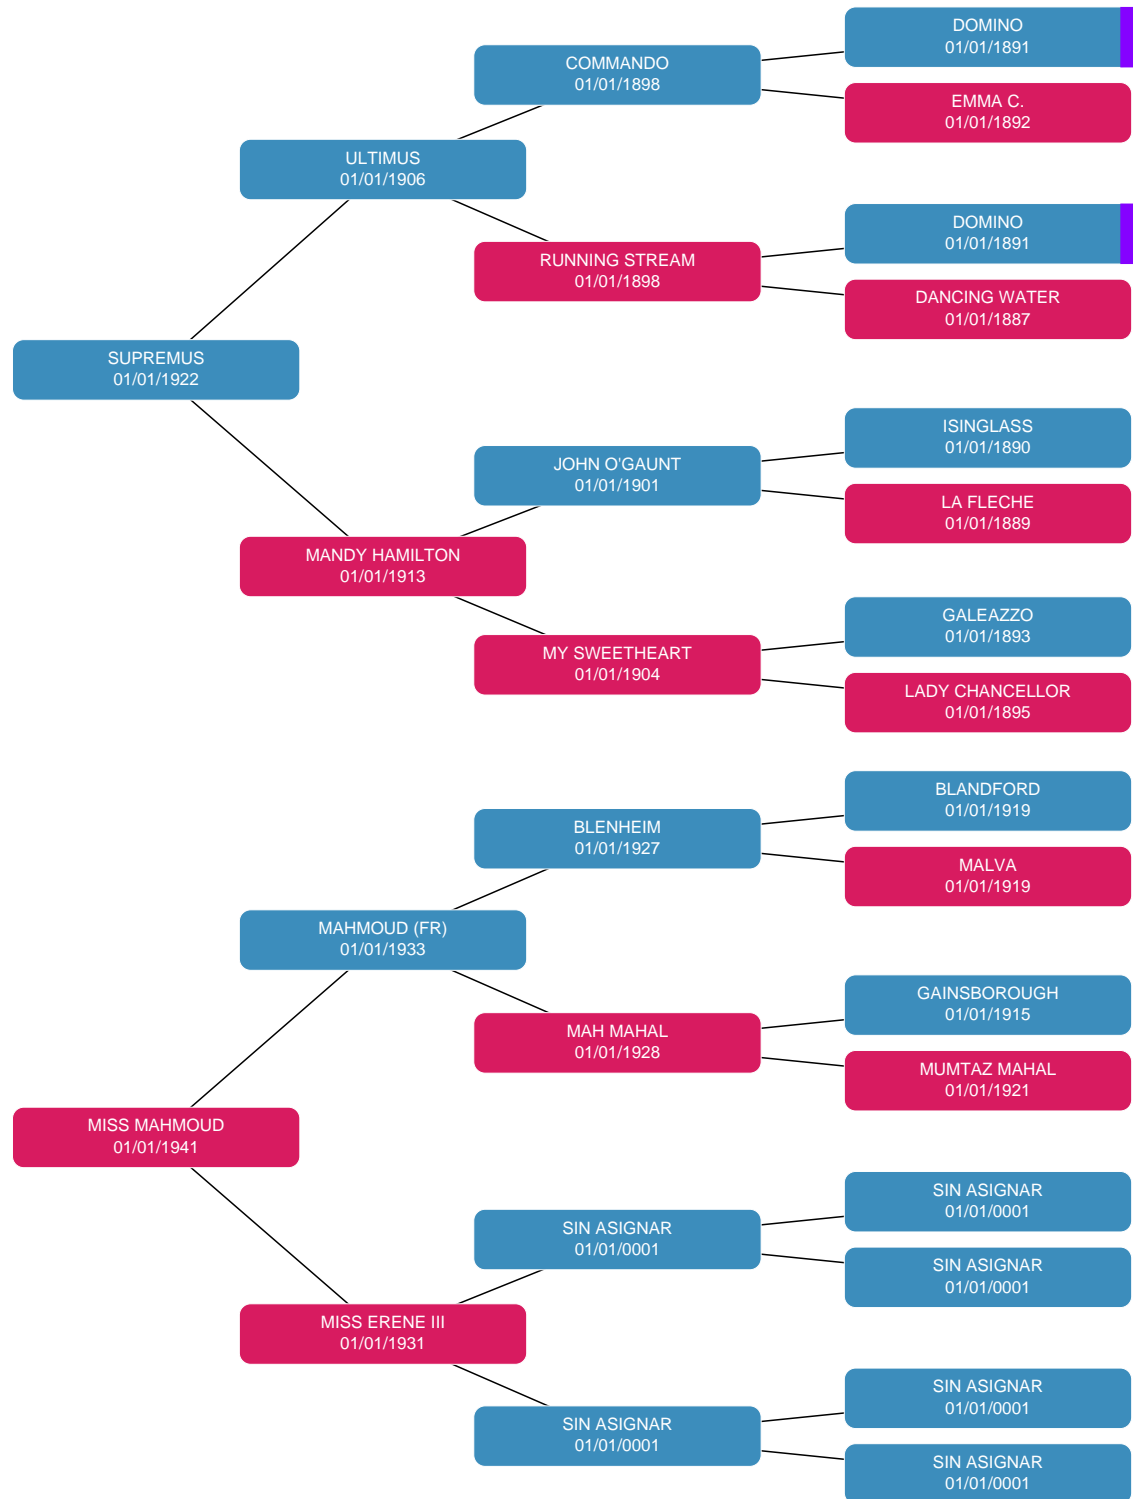 DOMINO
01/01/1891
COMMANDO
01/01/1898
EMMA C.
01/01/1892
ULTIMUS
01/01/1906
DOMINO
01/01/1891
RUNNING STREAM
01/01/1898
DANCING WATER
01/01/1887
SUPREMUS
01/01/1922
ISINGLASS
01/01/1890
JOHN O'GAUNT
01/01/1901
LA FLECHE
01/01/1889
MANDY HAMILTON
01/01/1913
GALEAZZO
01/01/1893
MY SWEETHEART
01/01/1904
LADY CHANCELLOR
01/01/1895
BLANDFORD
01/01/1919
BLENHEIM
01/01/1927
MALVA
01/01/1919
MAHMOUD (FR)
01/01/1933
GAINSBOROUGH
01/01/1915
MAH MAHAL
01/01/1928
MUMTAZ MAHAL
01/01/1921
MISS MAHMOUD
01/01/1941
SIN ASIGNAR
01/01/0001
SIN ASIGNAR
01/01/0001
SIN ASIGNAR
01/01/0001
MISS ERENE III
01/01/1931
SIN ASIGNAR
01/01/0001
SIN ASIGNAR
01/01/0001
SIN ASIGNAR
01/01/0001